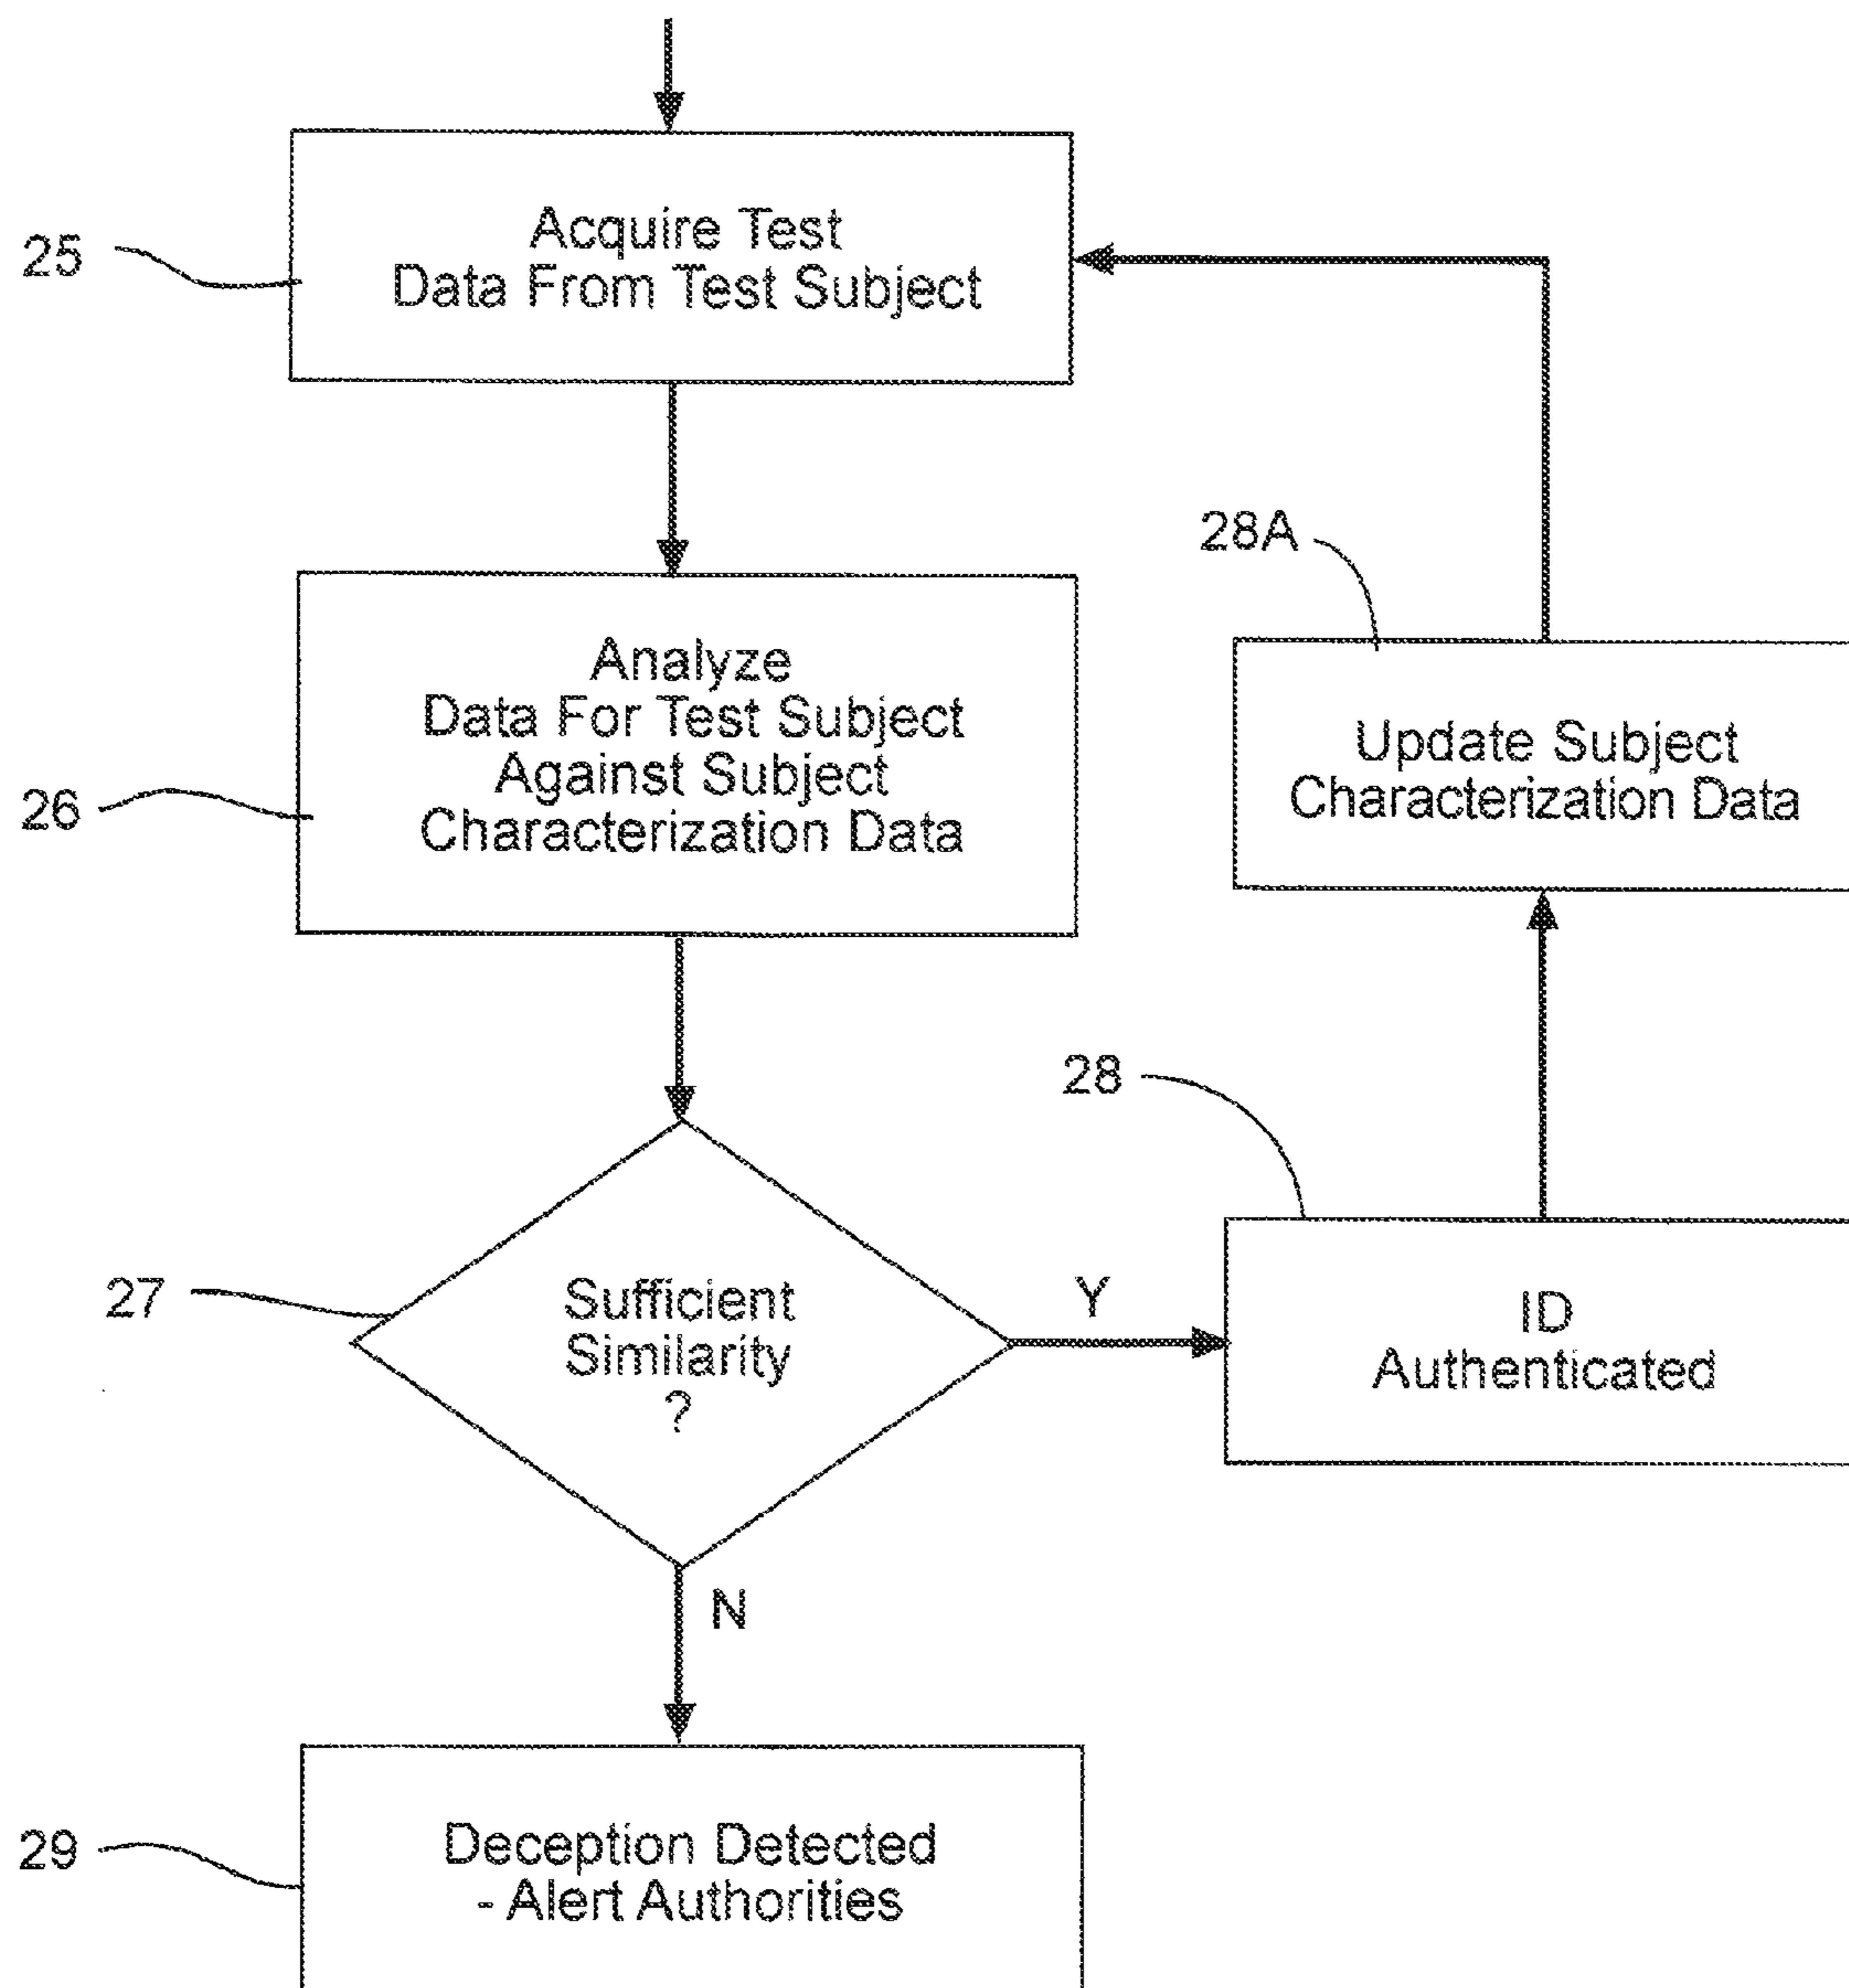 25
Acquire Test
Data From Test Subject
28A
Analyze
Data For Test Subject
Against Subject
Characterization Data
26
Update Subject
Characterization Data
28
27
Sufficient
Similarity
?
Y
ID
Authenticated
N
29
Deception Detected
- Alert Authorities